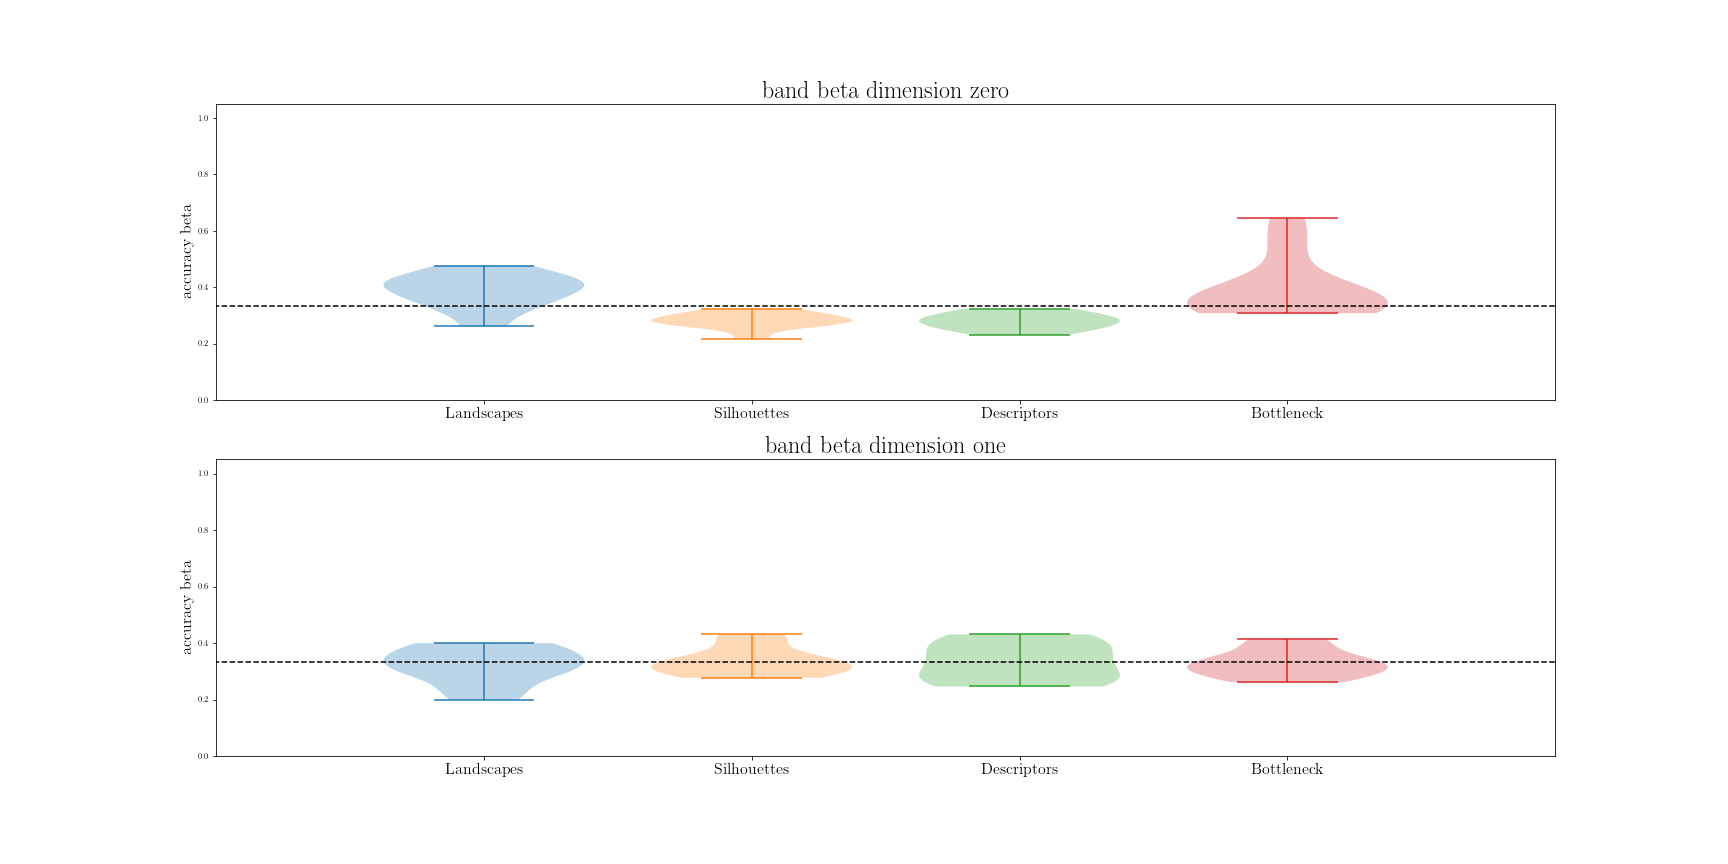 band beta dimension zero
accuracy beta
1.0
0.8
0.6
0.4
0.2
0.0
Landscapes Silhouettes Descriptors Bottleneck
band beta dimension one
accuracy beta
1.0
0.8
0.6
0.4
0.2
0.0
Landscapes Silhouettes Descriptors Bottleneck